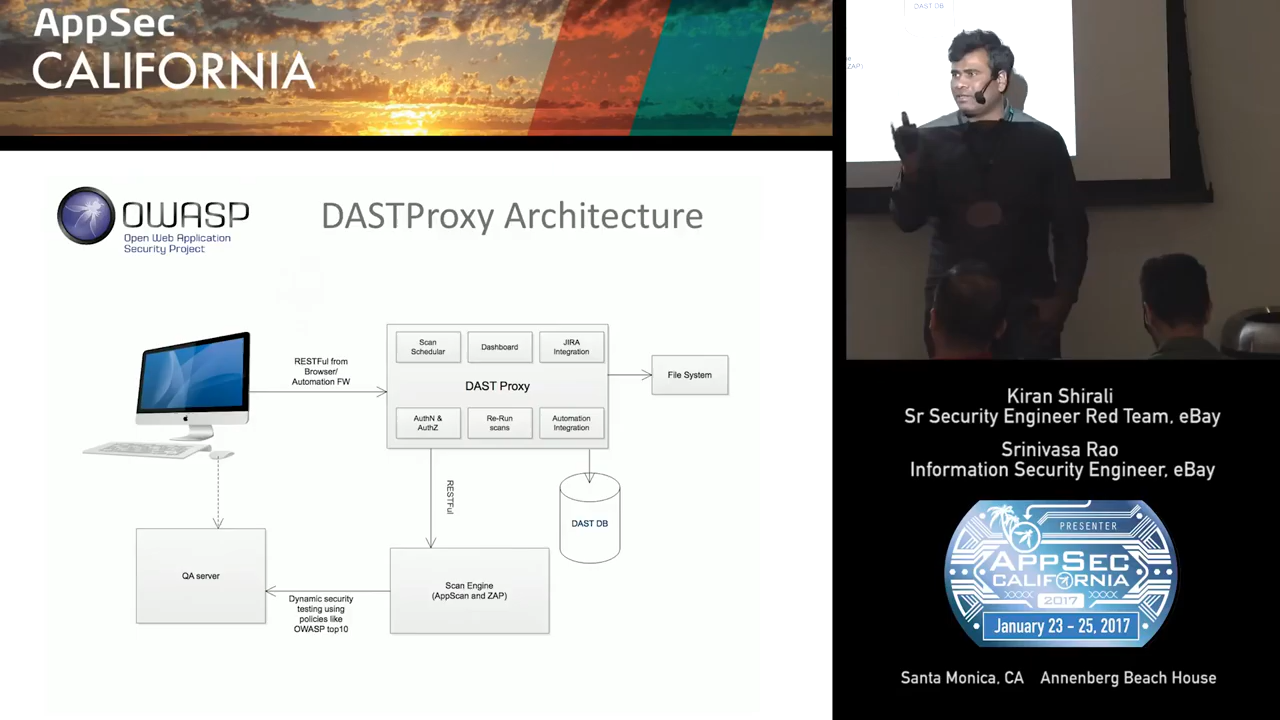 AppSec
CALIFORNIA
OWASP
Open Web Application
Security Project
DASTProxy Architecture
RESTFul from
Browser/
Automation FW
Scan
Schedular
Dashboard
JIRA
Integration
DAST Proxy
AuthN &
AuthZ
Re-Run
scans
Automation
Integration
File System
RESTFul
DAST DB
QA server
Dynamic security
testing using
policies like
OWASP top10
Scan Engine
(AppScan and ZAP)
DAST DB
ZAP)
Kiran Shirali
Sr Security Engineer Red Team, eBay
Srinivasa Rao
Information Security Engineer, eBay
PRESENTER
APPSEC
CALIFORNIA
2017
January 23 - 25, 2017
Santa Monica, CA Annenberg Beach House